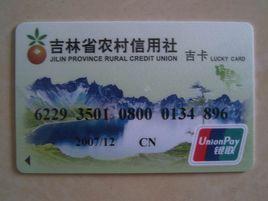 吉林省农村信用社 吉卡 LUCKY CARD
JILIN PROVINCE RURAL CREDIT UNION
6229 3501 0800 0134 896
2007/12 CN
UnionPay
银联